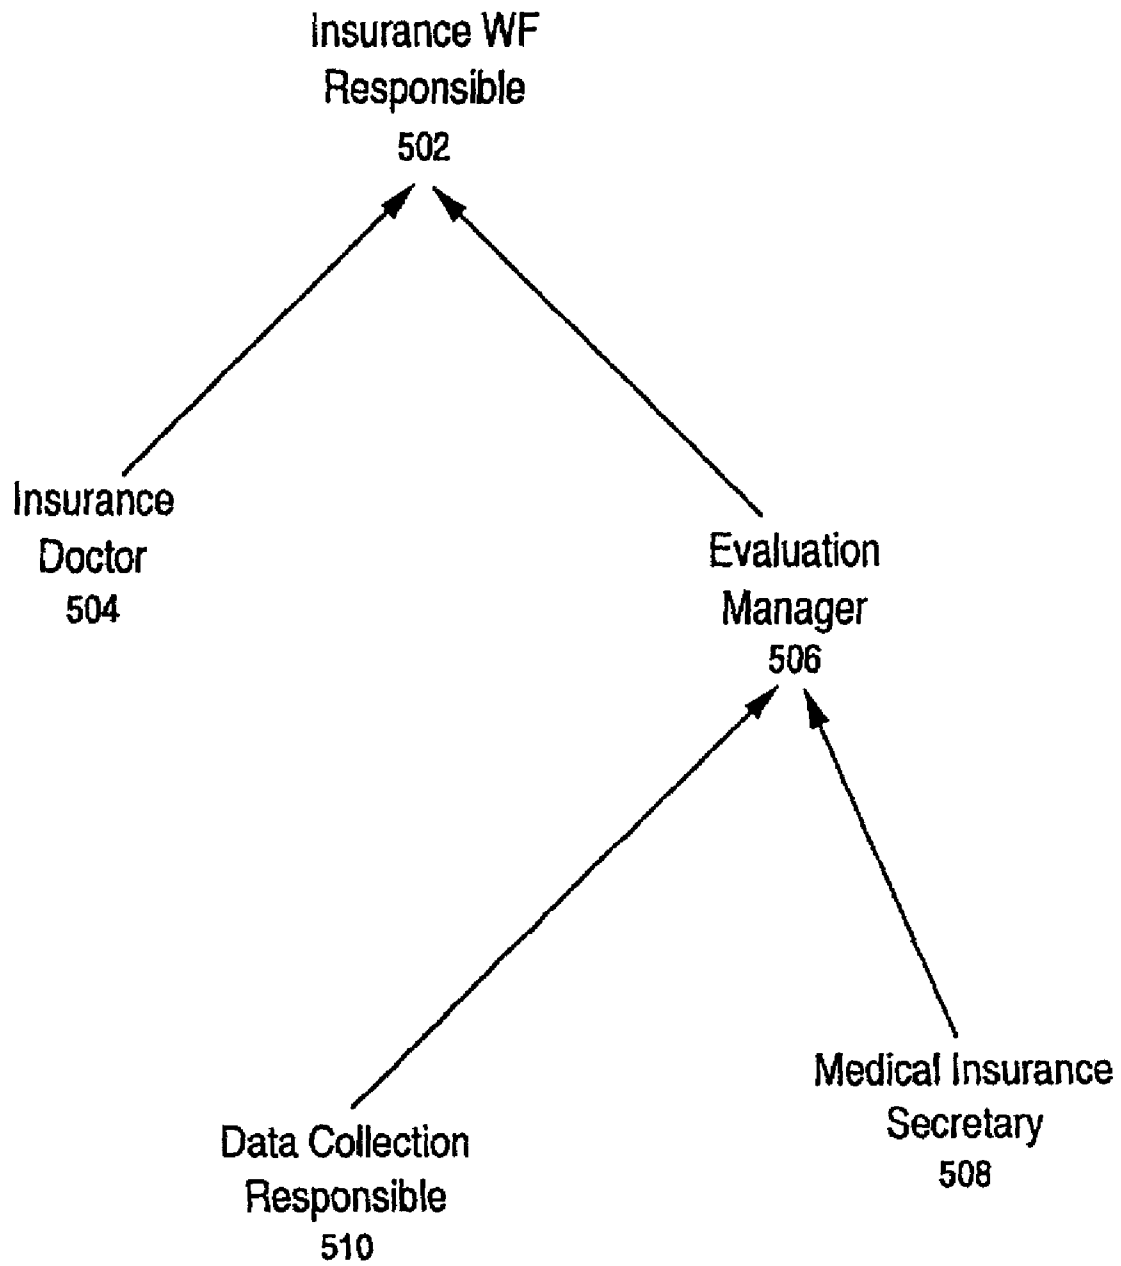 Insurance WF
Responsible
502
Insurance
Doctor
504
Evaluation
Manager
506
Medical Insurance
Secretary
508
Data Collection
Responsible
510